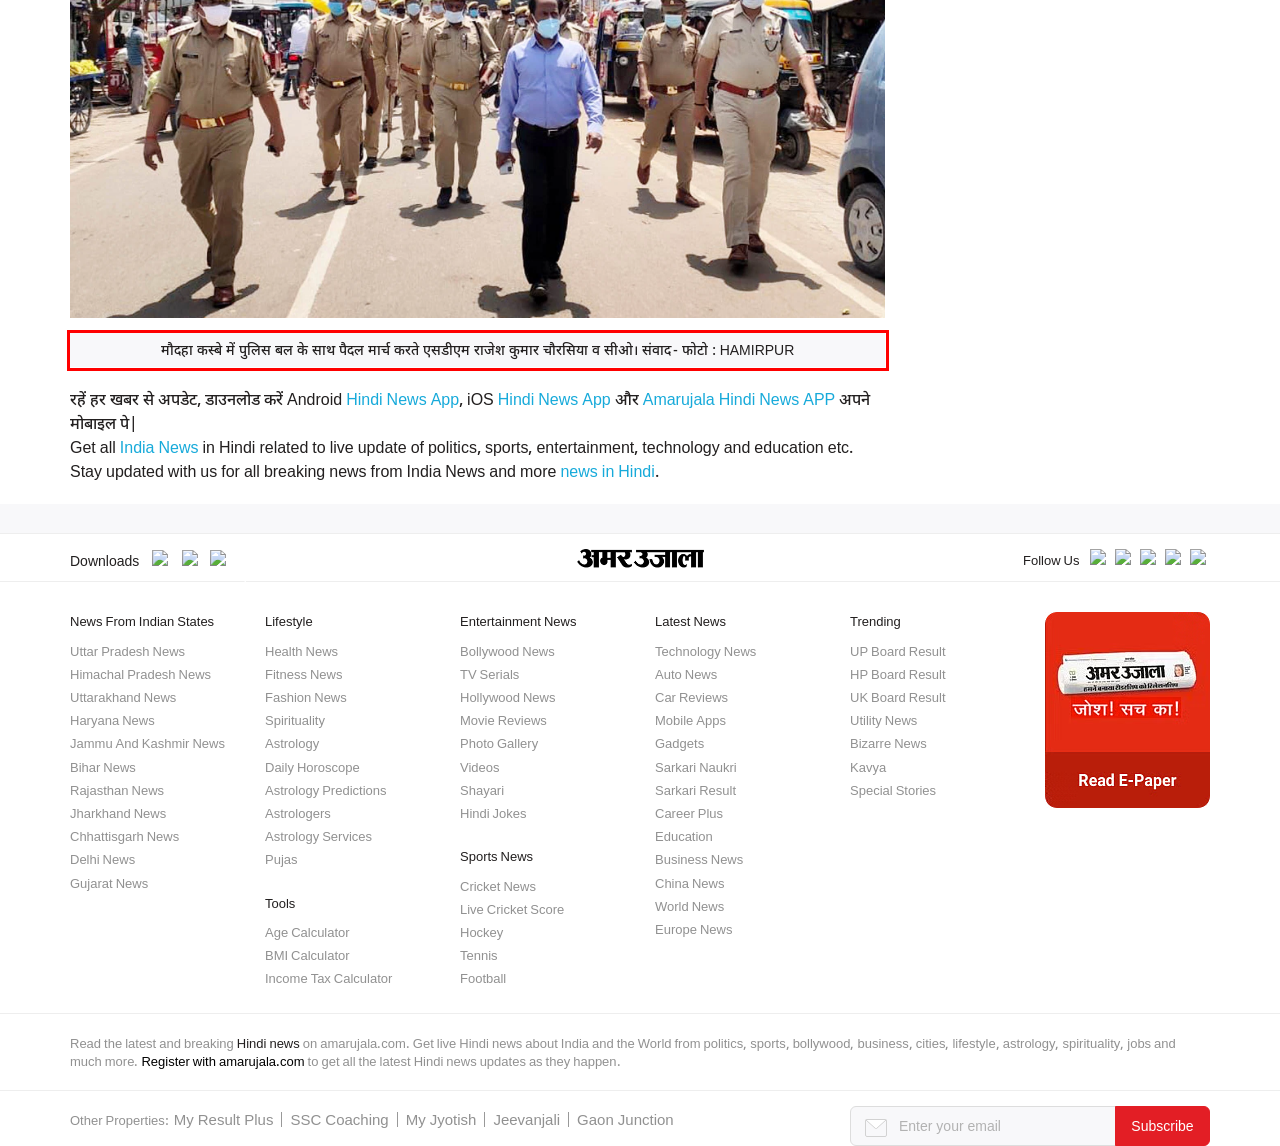 मौदहा कस्बे में पुलिस बल के साथ पैदल मार्च करते एसडीएम राजेश कुमार चौरसिया व सीओ। संवाद - फोटो : HAMIRPUR
रहें हर खबर से अपडेट, डाउनलोड करें Android Hindi News App, iOS Hindi News App और Amarujala Hindi News APP अपने
मोबाइल पे|
Get all India News in Hindi related to live update of politics, sports, entertainment, technology and education etc.
Stay updated with us for all breaking news from India News and more news in Hindi.
Downloads
अमर उजाला
Follow Us
News From Indian States
Uttar Pradesh News
Himachal Pradesh News
Uttarakhand News
Haryana News
Jammu And Kashmir News
Bihar News
Rajasthan News
Jharkhand News
Chhattisgarh News
Delhi News
Gujarat News
Lifestyle
Health News
Fitness News
Fashion News
Spirituality
Astrology
Daily Horoscope
Astrology Predictions
Astrologers
Astrology Services
Pujas
Tools
Age Calculator
BMI Calculator
Income Tax Calculator
Entertainment News
Bollywood News
TV Serials
Hollywood News
Movie Reviews
Photo Gallery
Videos
Shayari
Hindi Jokes
Sports News
Cricket News
Live Cricket Score
Hockey
Tennis
Football
Latest News
Technology News
Auto News
Car Reviews
Mobile Apps
Gadgets
Sarkari Naukri
Sarkari Result
Career Plus
Education
Business News
China News
World News
Europe News
Trending
UP Board Result
HP Board Result
UK Board Result
Utility News
Bizarre News
Kavya
Special Stories
अमर उजाला
जोश! सच का!
Read E-Paper
Read the latest and breaking Hindi news on amarujala.com. Get live Hindi news about India and the World from politics, sports, bollywood, business, cities, lifestyle, astrology, spirituality, jobs and
much more. Register with amarujala.com to get all the latest Hindi news updates as they happen.
Other Properties: My Result Plus | SSC Coaching | My Jyotish | Jeevanjali | Gaon Junction
Enter your email
Subscribe